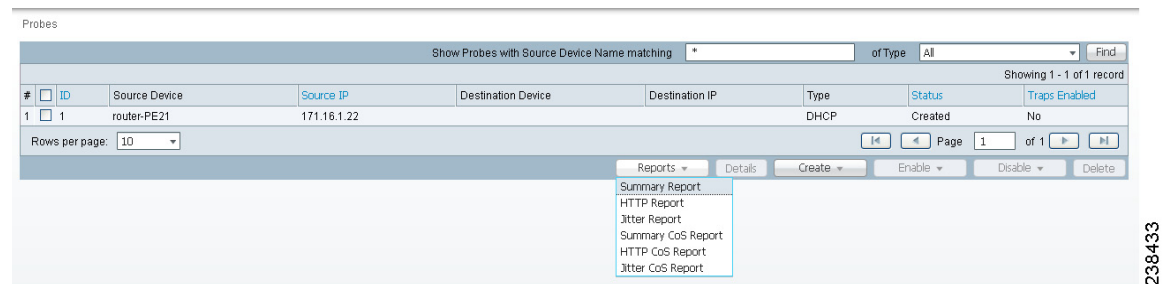 Probes
Show Probes with Source Device Name matching * of Type All Find
Showing 1 - 1 of 1 record
# ID Source Device Source IP Destination Device Destination IP Type Status Traps Enabled
1 1 router-PE21 171.16.1.22 DHCP Created No
Rows per page: 10 Page 1 of 1
Reports Details Create Enable Disable Delete
Summary Report
HTTP Report
Jitter Report
Summary CoS Report
HTTP CoS Report
Jitter CoS Report
238433